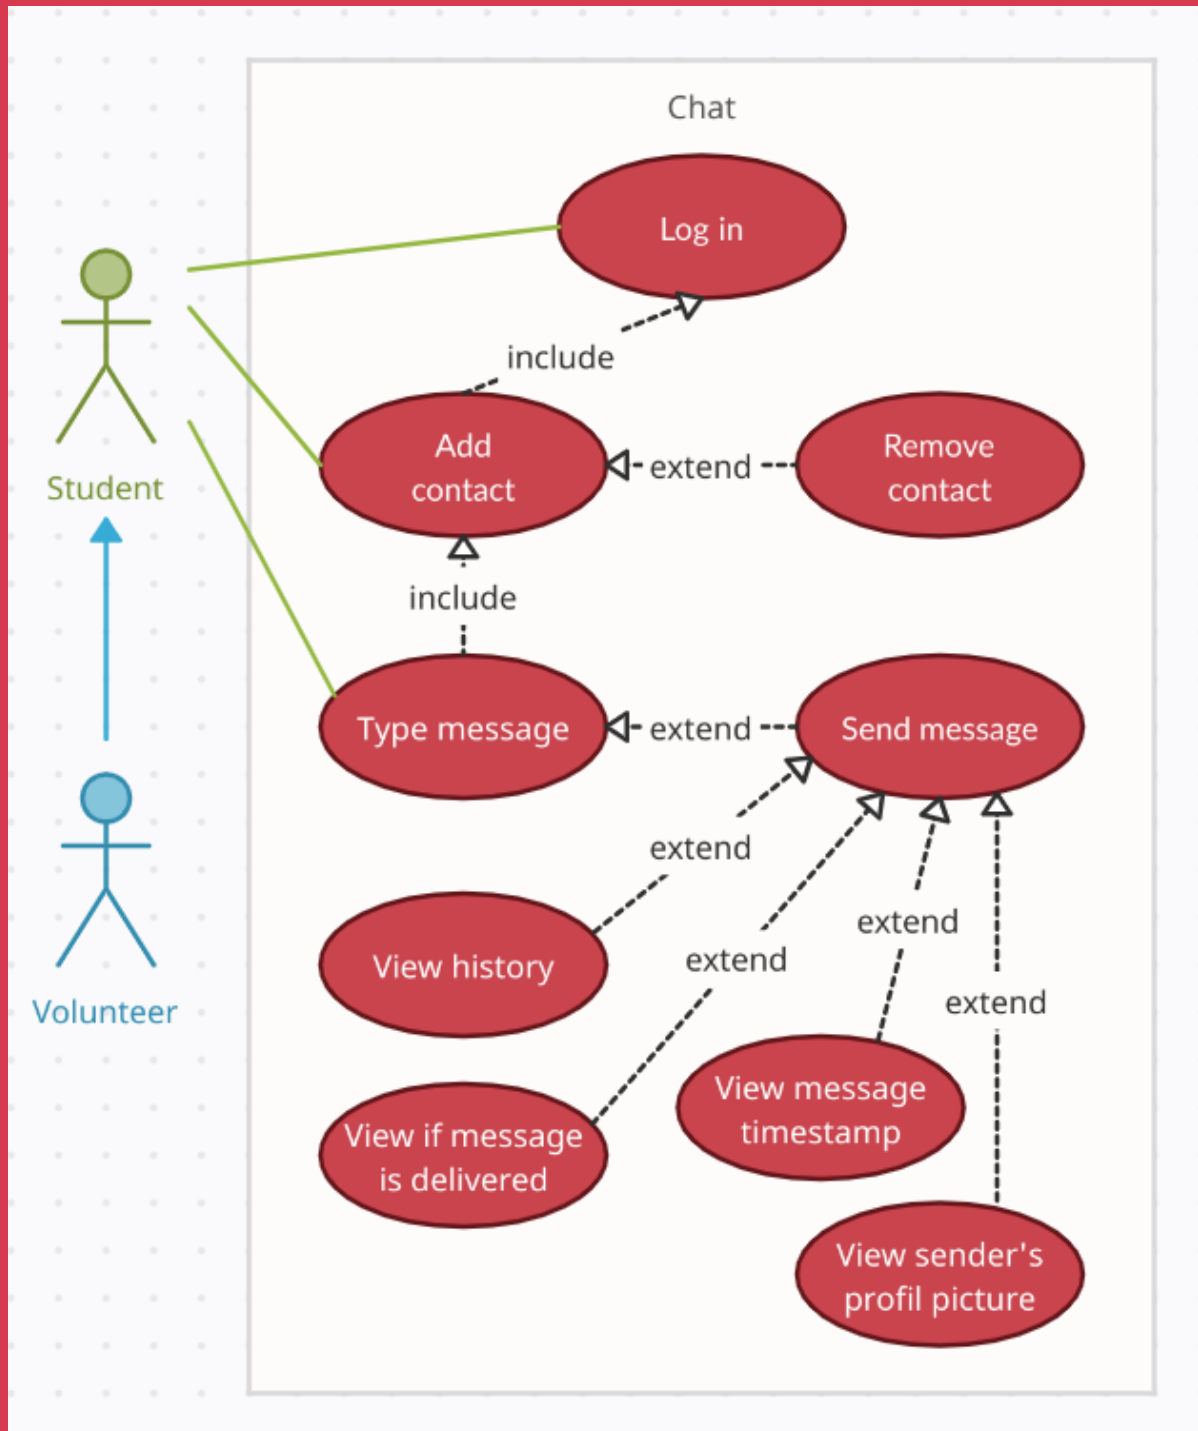 Chat
Log in
include
Student
Add
contact
extend
Remove
contact
include
Type message
extend
Send message
extend
View history
extend
extend
extend
Volunteer
View if message
is delivered
View message
timestamp
View sender's
profil picture